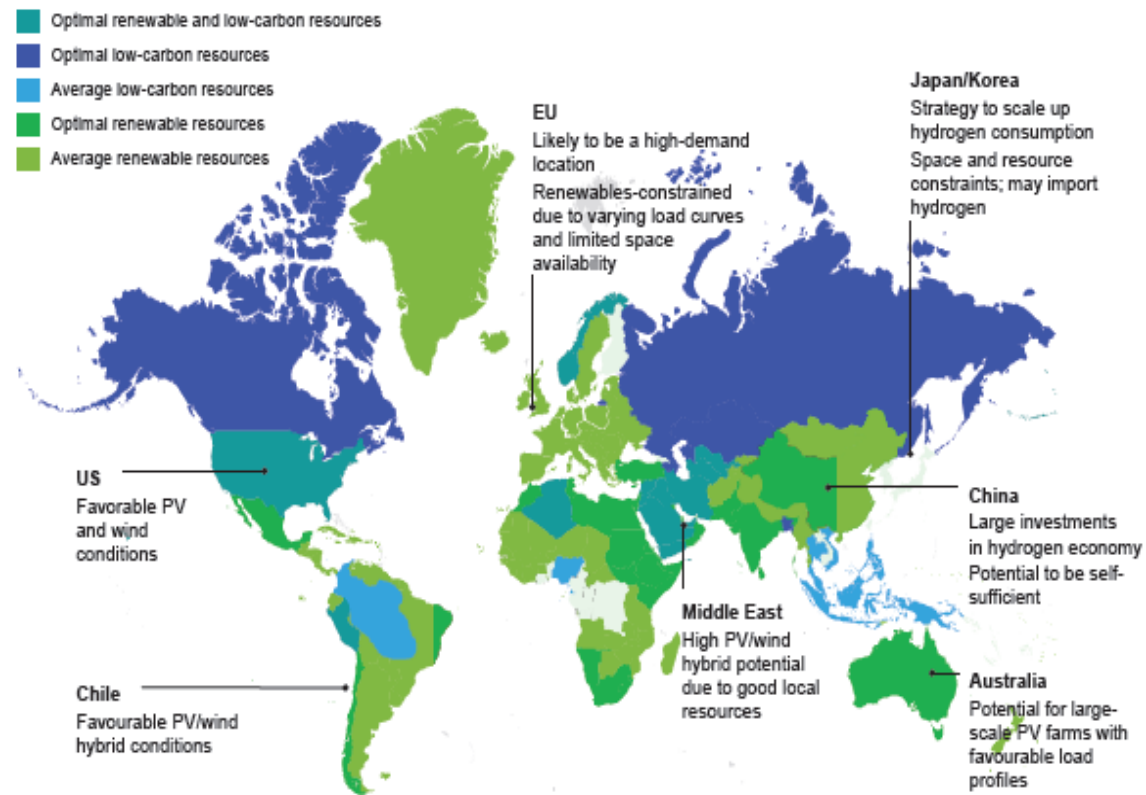 Optimal renewable and low-carbon resources
Optimal low-carbon resources
Average low-carbon resources
Optimal renewable resources
Average renewable resources
EU
Likely to be a high-demand
location
Renewables-constrained
due to varying load curves
and limited space
availability
Japan/Korea
Strategy to scale up
hydrogen consumption
Space and resource
constraints; may import
hydrogen
US
Favorable PV
and wind
conditions
China
Large investments
in hydrogen economy
Potential to be self-
sufficient
Middle East
High PV/wind
hybrid potential
due to good local
resources
Chile
Favourable PV/wind
hybrid conditions
Australia
Potential for large-
scale PV farms with
favourable load
profiles